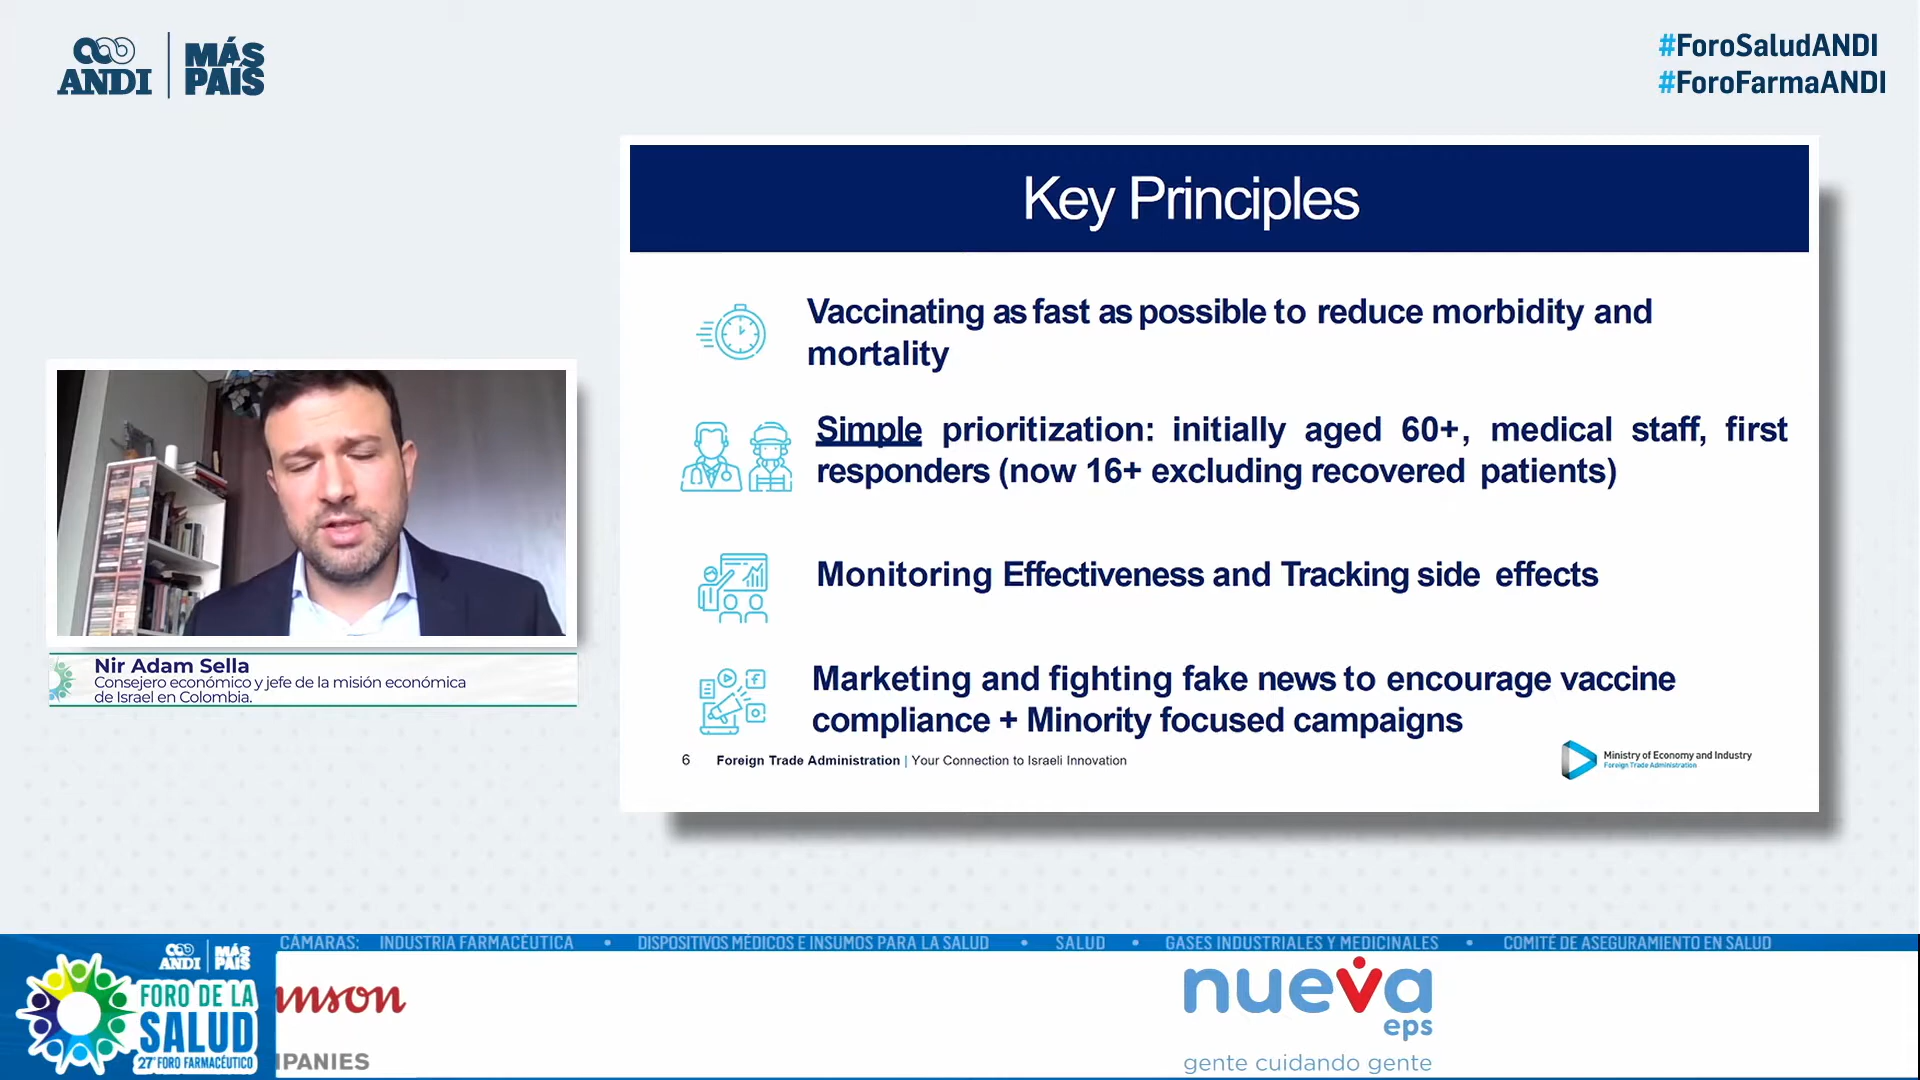 ANDI
MÁS
PAÍS
#ForoSaludANDI
#ForoFarmaANDI
Key Principles
Vaccinating as fast as possible to reduce morbidity and
mortality
Simple prioritization: initially aged 60+, medical staff, first
responders (now 16+ excluding recovered patients)
Monitoring Effectiveness and Tracking side effects
Marketing and fighting fake news to encourage vaccine
compliance + Minority focused campaigns
6 Foreign Trade Administration | Your Connection to Israeli Innovation
Ministry of Economy and Industry
Foreign Trade Administration
Nir Adam Sella
Consejero económico y jefe de la misión económica
de Israel en Colombia.
CÁMARAS: INDUSTRIA FARMACÉUTICA • DISPOSITIVOS MÉDICOS E INSUMOS PARA LA SALUD • SALUD • GASES INDUSTRIALES Y MEDICINALES • COMITÉ DE ASEGURAMIENTO EN SALUD
ANDI
MÁS
PAÍS
FORO DE LA
SALUD
27° FORO FARMACÉUTICO
nson
IPANIES
nueva
eps
gente cuidando gente